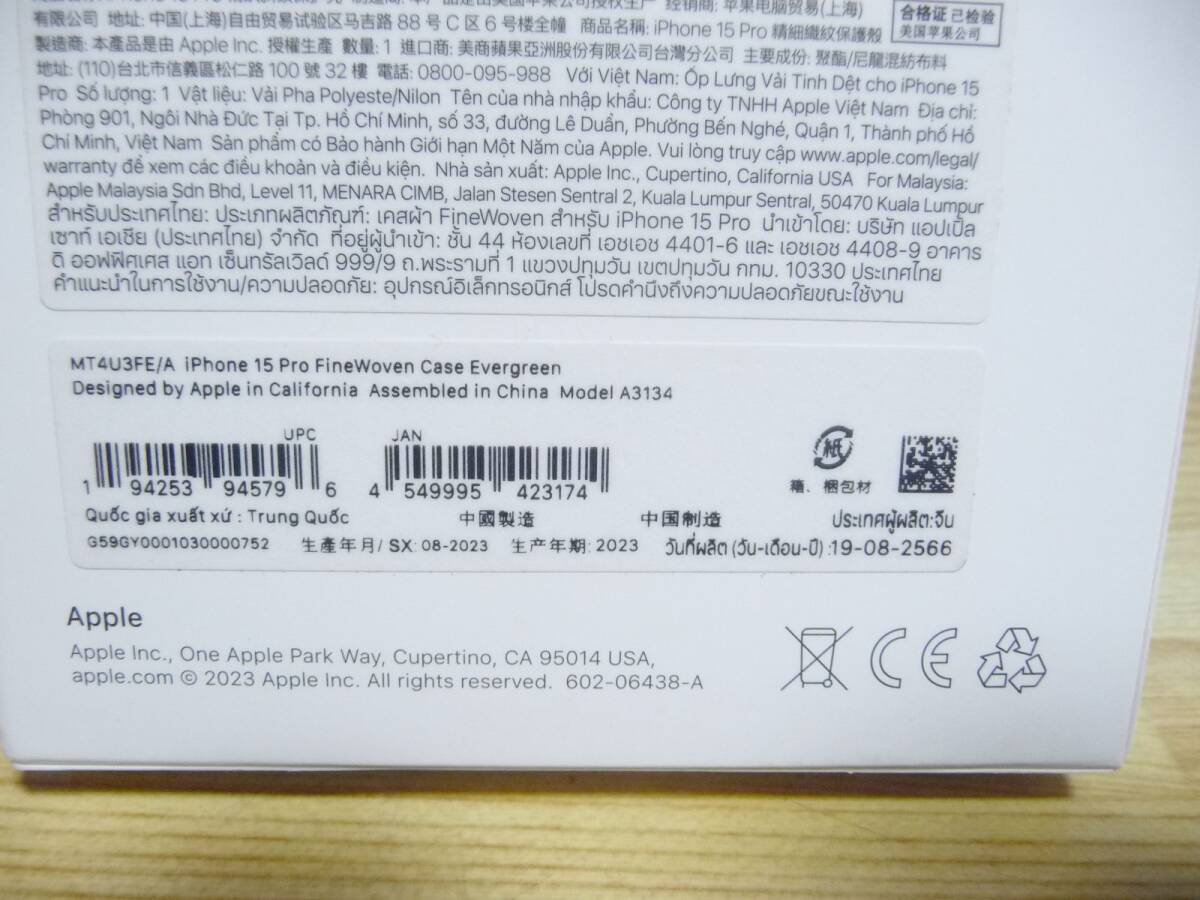 经销商: 苹果电脑贸易(上海)
合格证 已检验
有限公司 地址: 中国(上海)自由贸易试验区马吉路 88 号 C 区 6 号楼全幢 商品名稱: iPhone 15 Pro 精細織紋保護殼
美国苹果公司
製造商: 本產品是由 Apple Inc. 授權生產 數量: 1 進口商: 美商蘋果亞洲股份有限公司台灣分公司 主要成份: 聚酯/尼龍混紡布料
地址: (110)台北市信義區松仁路 100 號 32 樓 電話: 0800-095-988 Với Việt Nam: Ốp Lưng Vải Tinh Dệt cho iPhone 15
Pro Số lượng: 1 Vật liệu: Vải Pha Polyeste/Nilon Tên của nhà nhập khẩu: Công ty TNHH Apple Việt Nam Địa chỉ:
Phòng 901, Ngôi Nhà Đức Tại Tp. Hồ Chí Minh, số 33, đường Lê Duẩn, Phường Bến Nghé, Quận 1, Thành phố Hồ
Chí Minh, Việt Nam Sản phẩm có Bảo hành Giới hạn Một Năm của Apple. Vui lòng truy cập www.apple.com/legal/
warranty để xem các điều khoản và điều kiện. Nhà sản xuất: Apple Inc., Cupertino, California USA For Malaysia:
Apple Malaysia Sdn Bhd, Level 11, MENARA CIMB, Jalan Stesen Sentral 2, Kuala Lumpur Sentral, 50470 Kuala Lumpur
สำหรับประเทศไทย: ประเภทผลิตภัณฑ์: เคสผ้า FineWoven สำหรับ iPhone 15 Pro นำเข้าโดย: บริษัท แอปเปิ้ล
เซาท์ เอเชีย (ประเทศไทย) จำกัด ที่อยู่ผู้นำเข้า: ชั้น 44 ห้องเลขที่ เอชเอช 4401-6 และ เอชเอช 4408-9 อาคาร
ดิ ออฟฟิศเศส แอท เซ็นทรัลเวิลด์ 999/9 ถ.พระรามที่ 1 แขวงปทุมวัน เขตปทุมวัน กทม. 10330 ประเทศไทย
คำแนะนำในการใช้งาน/ความปลอดภัย: อุปกรณ์อิเล็กทรอนิกส์ โปรดคำนึงถึงความปลอดภัยขณะใช้งาน
MT4U3FE/A iPhone 15 Pro FineWoven Case Evergreen
Designed by Apple in California Assembled in China Model A3134
UPC JAN
紙
1 94253 94579 6 4 549995 423174
箱、梱包材
Quốc gia xuất xứ : Trung Quốc 中國製造 中国制造 ประเทศผู้ผลิต:จีน
G59GY0001030000752 生產年月/ SX: 08-2023 生产年期: 2023 วันที่ผลิต (วัน-เดือน-ปี) :19-08-2566
Apple
Apple Inc., One Apple Park Way, Cupertino, CA 95014 USA,
apple.com © 2023 Apple Inc. All rights reserved. 602-06438-A
CE